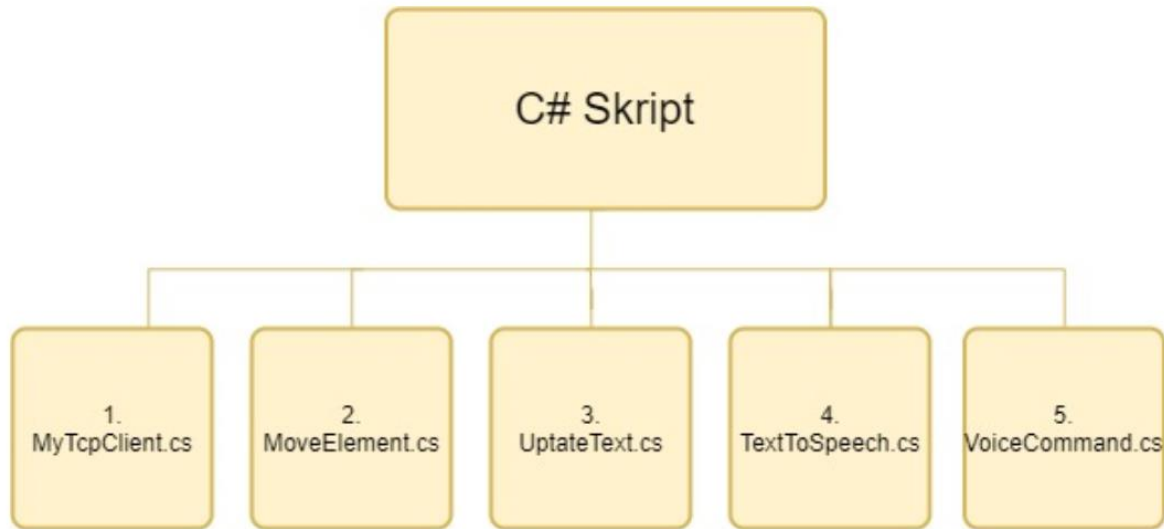 C# Skript
1.
MyTcpClient.cs
2.
MoveElement.cs
3.
UptateText.cs
4.
TextToSpeech.cs
5.
VoiceCommand.cs